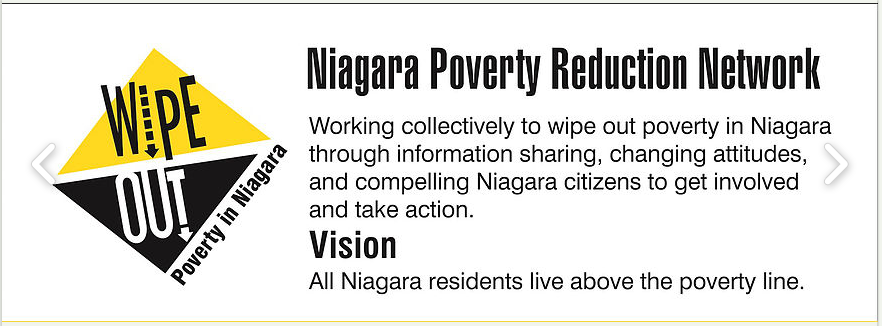 WiPE
OUT
Poverty in Niagara
Niagara Poverty Reduction Network
Working collectively to wipe out poverty in Niagara
through information sharing, changing attitudes,
and compelling Niagara citizens to get involved
and take action.
Vision
All Niagara residents live above the poverty line.